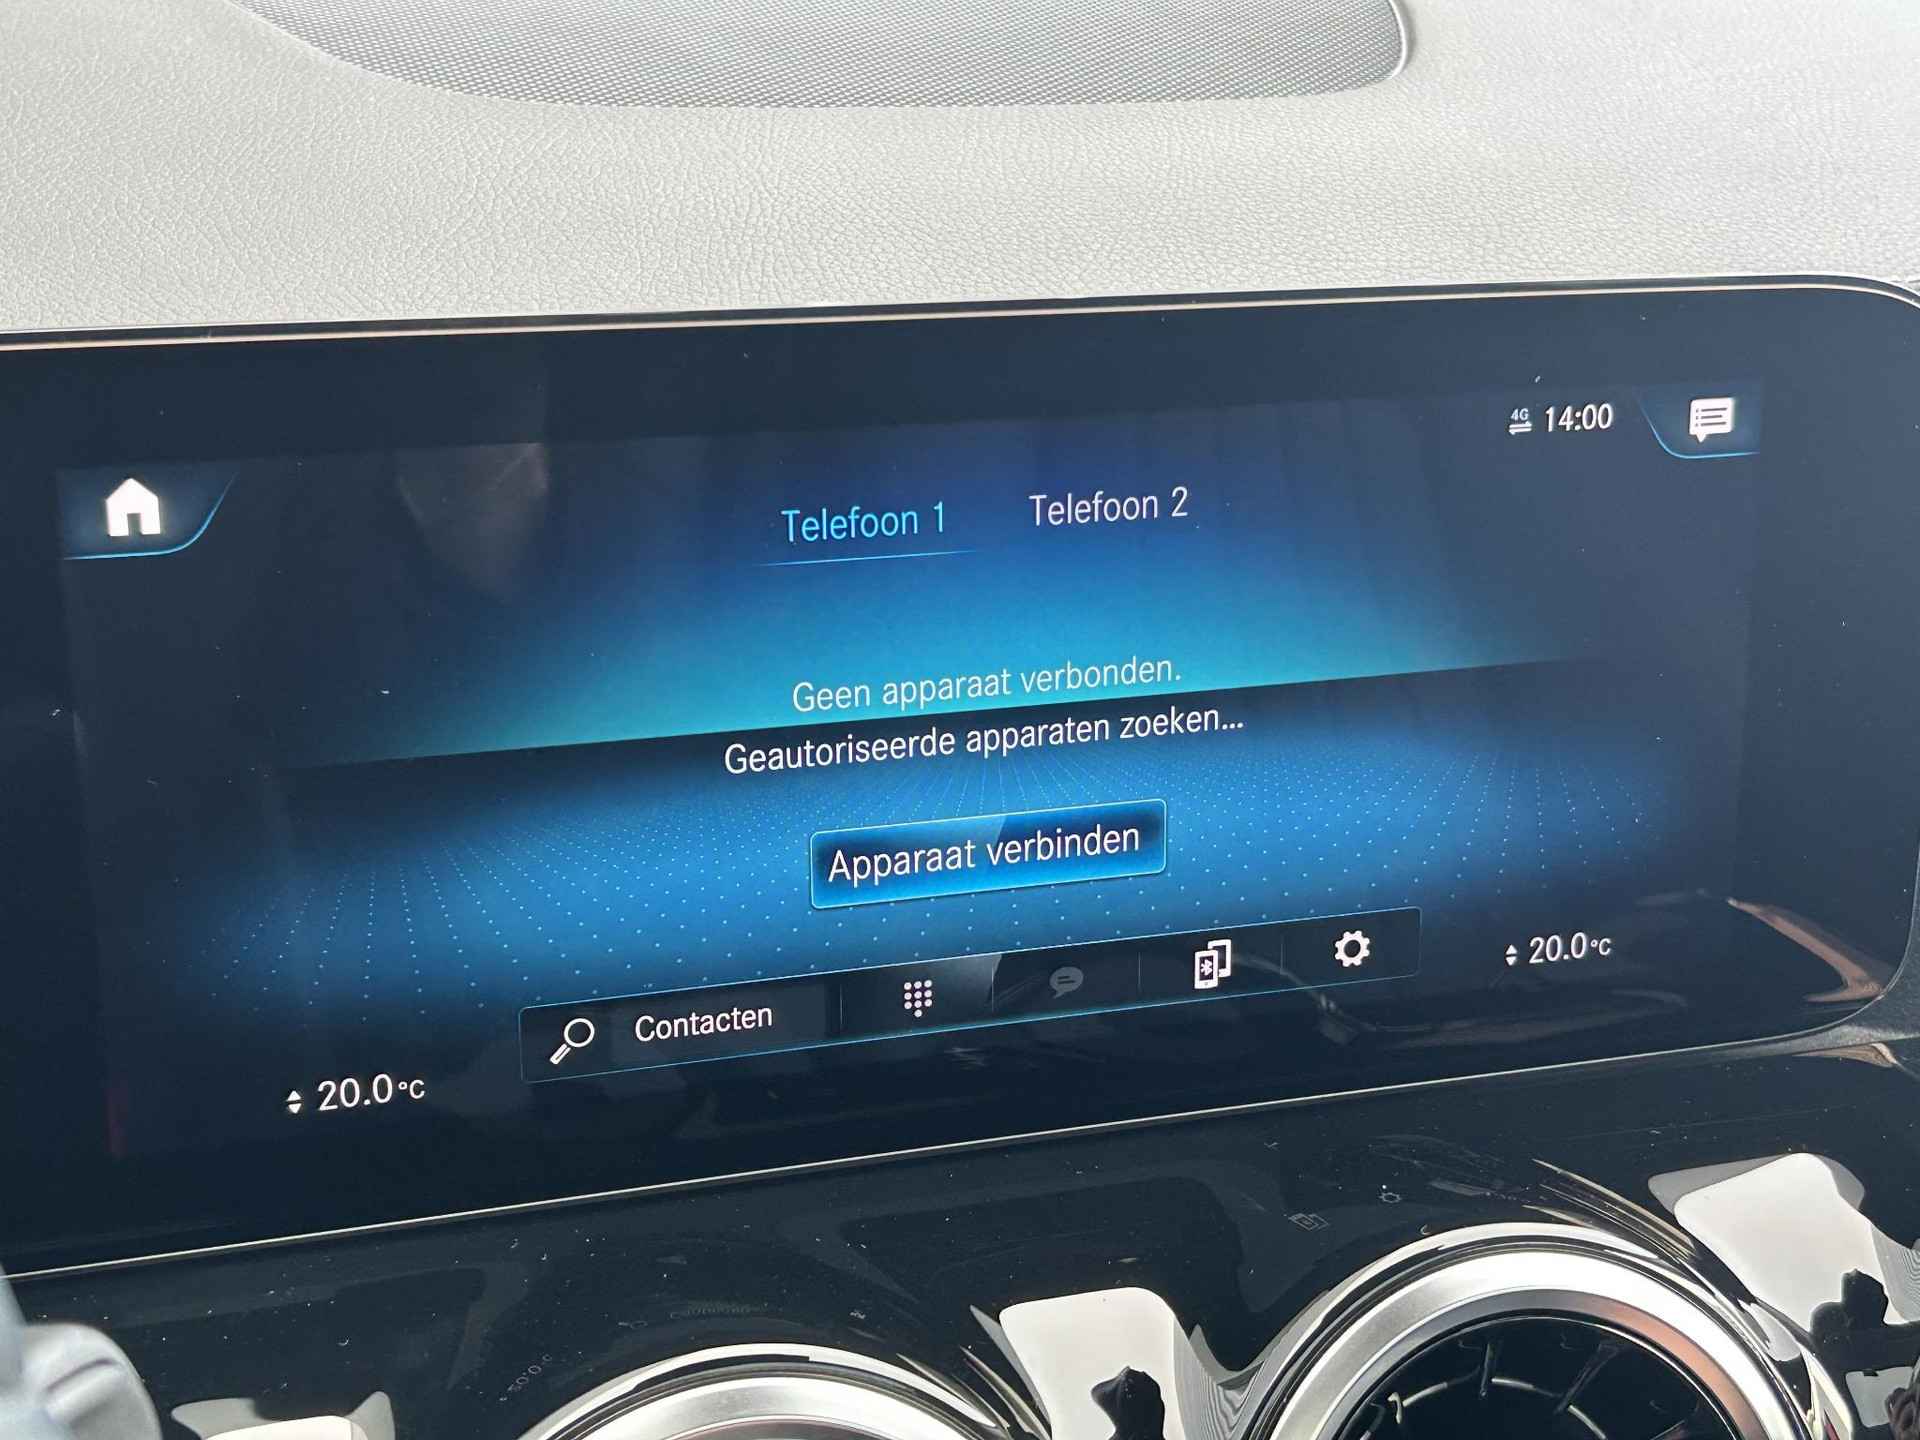 4G 14:00
Telefoon 1 Telefoon 2
Geen apparaat verbonden.
Geautoriseerde apparaten zoeken...
Apparaat verbinden
Contacten
20.0°C
20.0°C